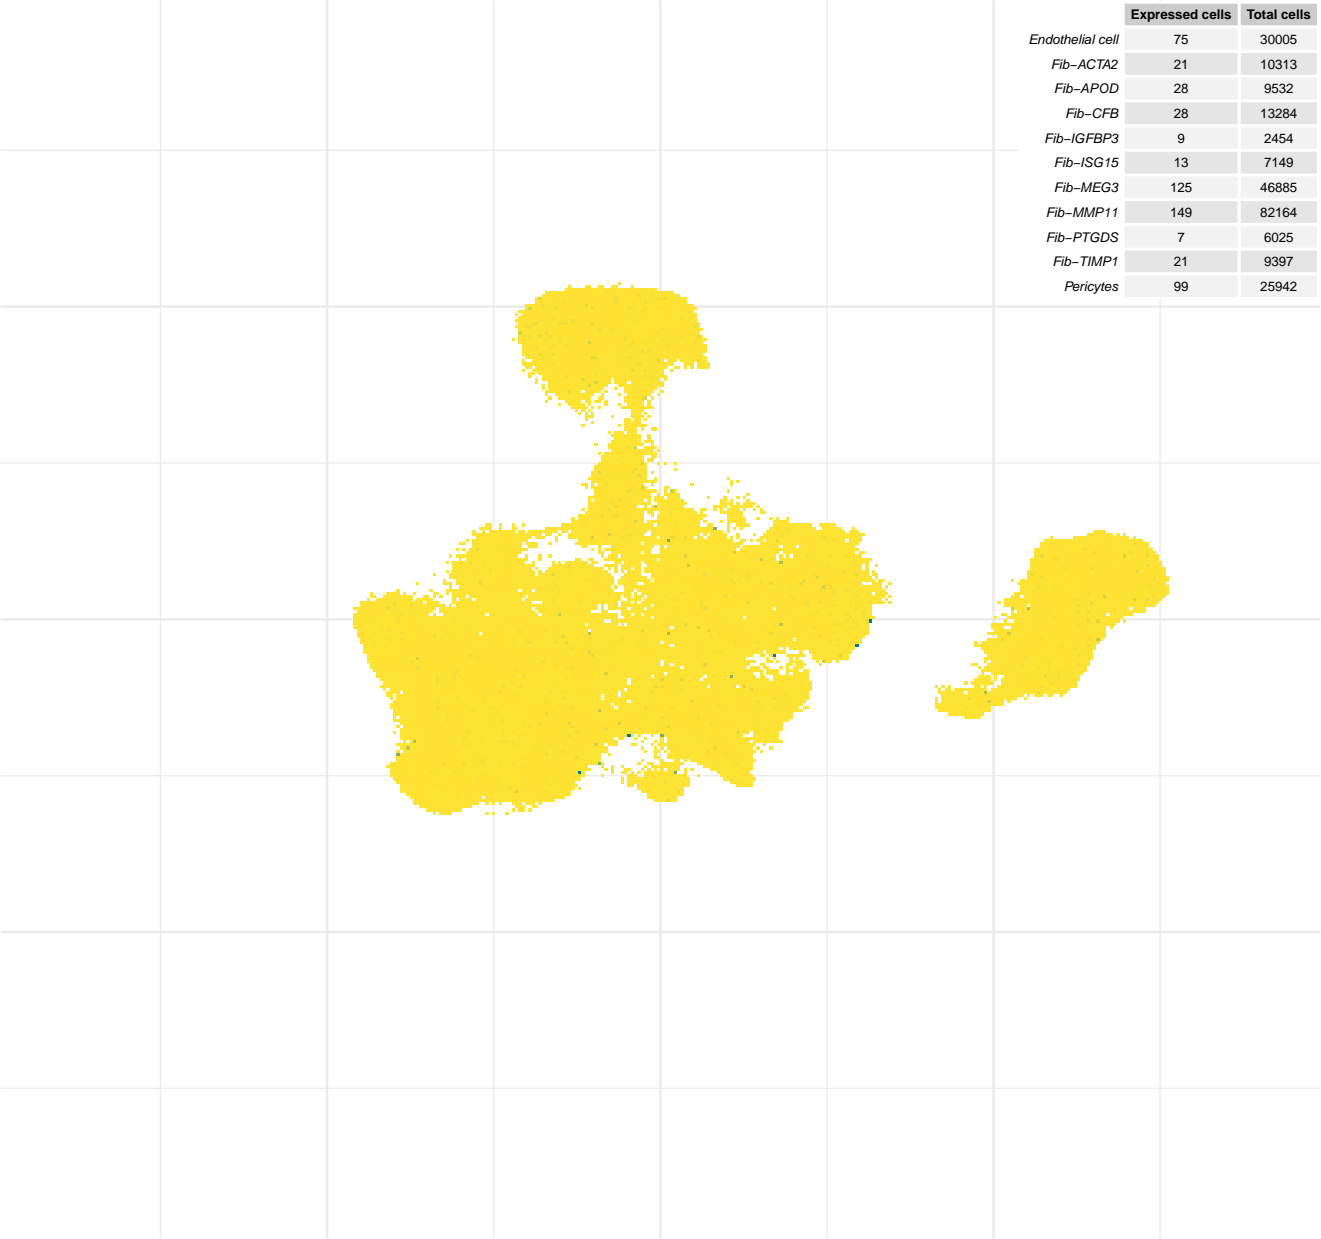 Expressed cells Total cells
Endothelial cell 75 30005
Fib−ACTA2 21 10313
Fib−APOD 28 9532
Fib−CFB 28 13284
Fib−IGFBP3 9 2454
Fib−ISG15 13 7149
Fib−MEG3 125 46885
Fib−MMP11 149 82164
Fib−PTGDS 7 6025
Fib−TIMP1 21 9397
Pericytes 99 25942